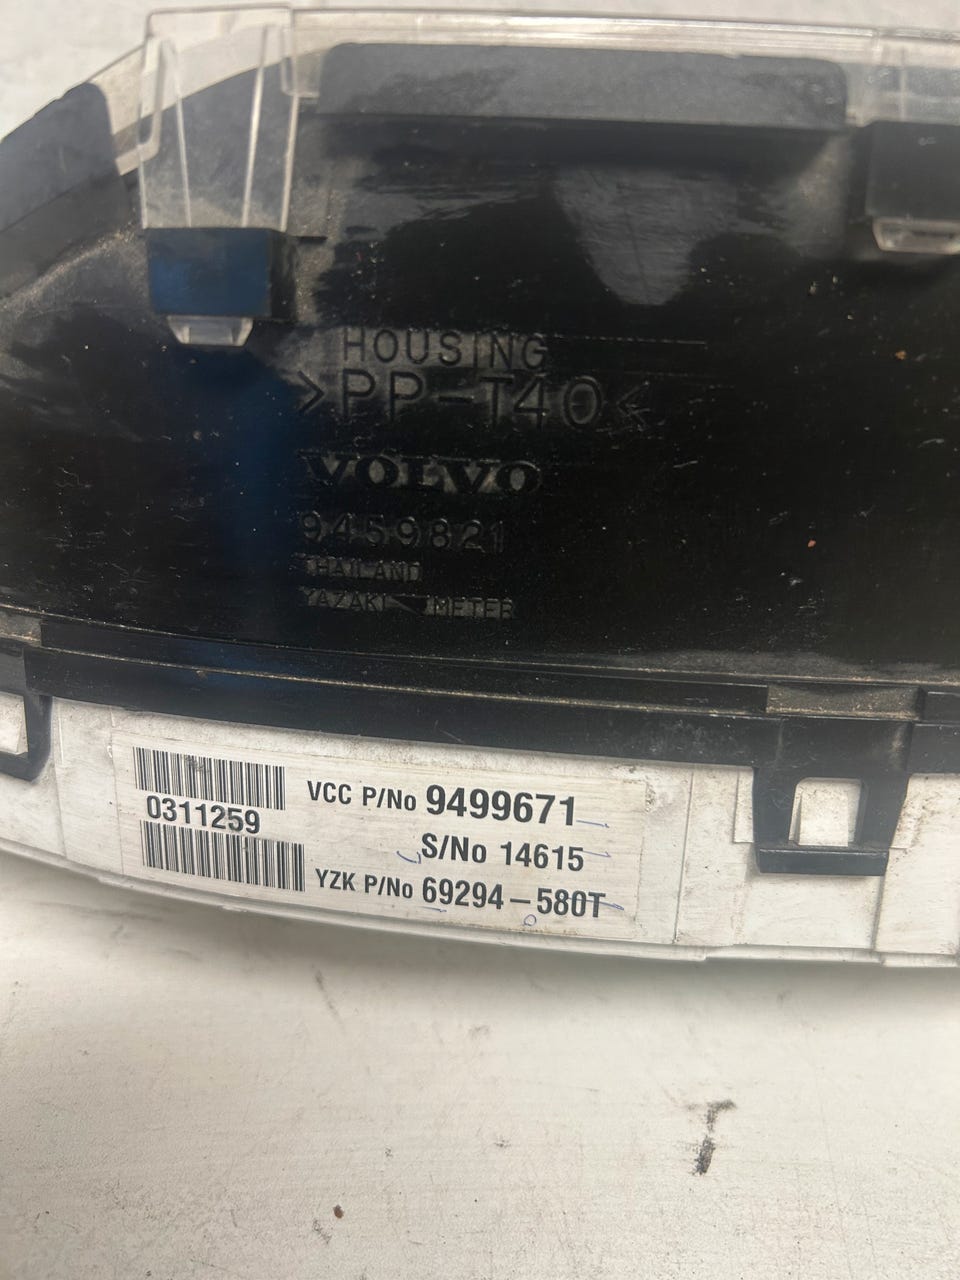 HOUSING
>PP-T40<
VOLVO
9459821
THAILAND
YAZAKI METER
VCC P/No 9499671
0311259
S/No 14615
YZK P/No 69294-580T